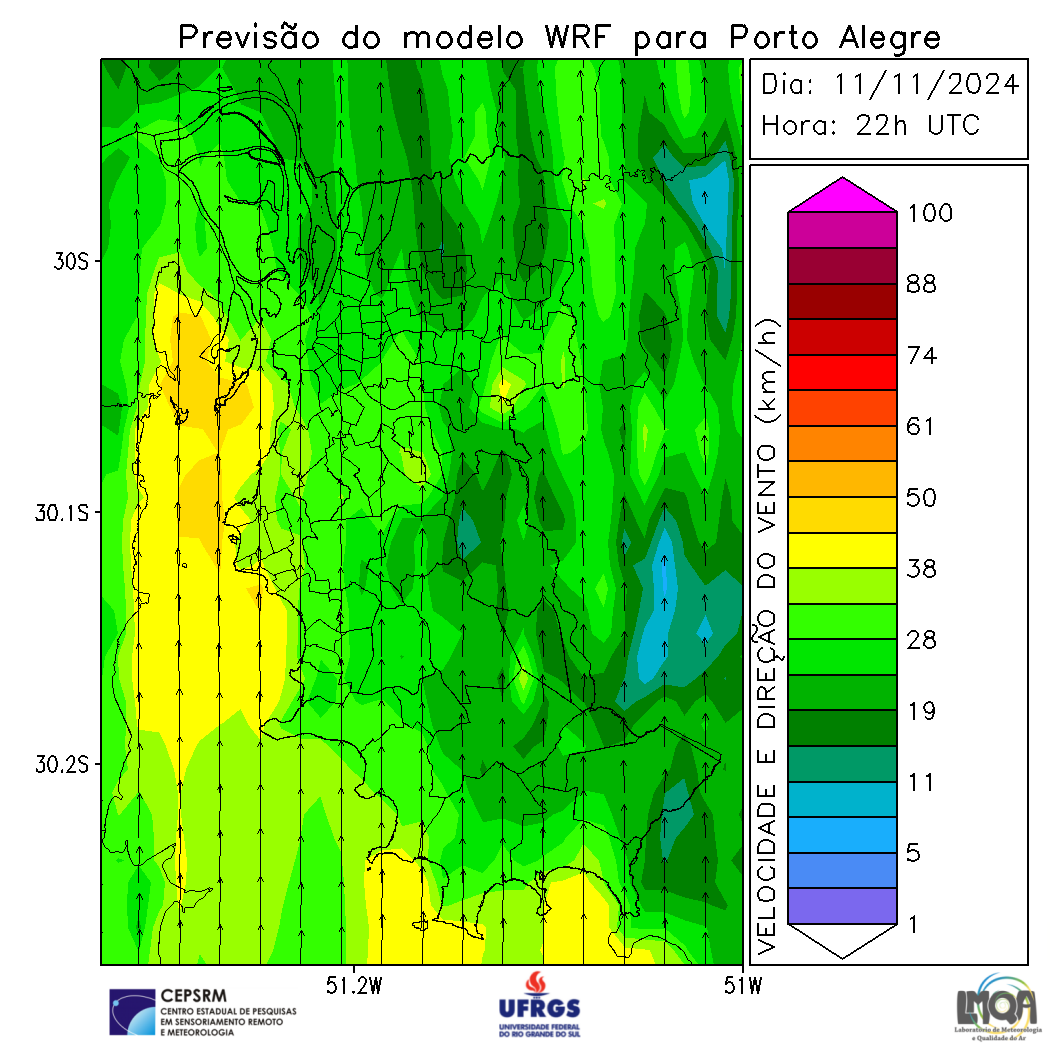 Previsão do modelo WRF para Porto Alegre
Dia: 11/11/2024
Hora: 22h UTC
30S
30.1S
30.2S
51.2W
51W
VELOCIDADE E DIREÇÃO DO VENTO (km/h)
100
88
74
61
50
38
28
19
11
5
1
CEPSRM
CENTRO ESTADUAL DE PESQUISAS
EM SENSORIAMENTO REMOTO
E METEOROLOGIA
UFRGS
UNIVERSIDADE FEDERAL
DO RIO GRANDE DO SUL
LMQA
Laboratório de Meteorologia
e Qualidade do Ar